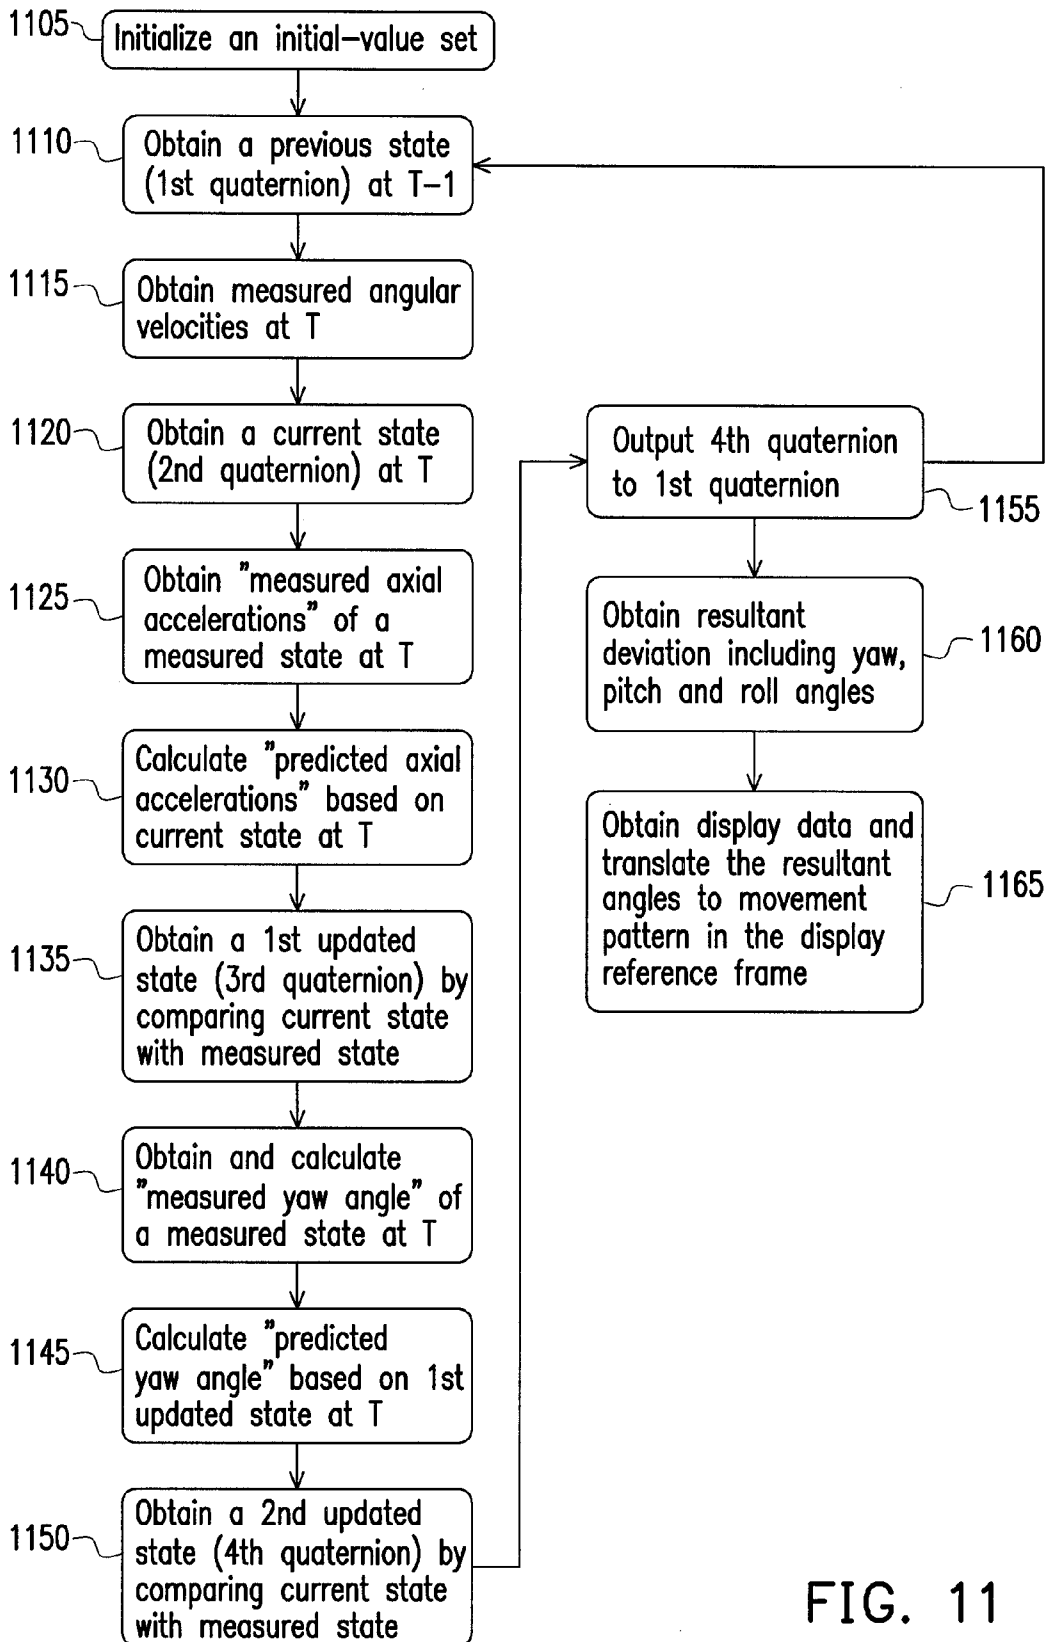 1105
Initialize an initial-value set
1110
Obtain a previous state
(1st quaternion) at T-1
1115
Obtain measured angular
velocities at T
1120
Obtain a current state
(2nd quaternion) at T
1125
Obtain "measured axial
accelerations" of a
measured state at T
1130
Calculate "predicted axial
accelerations" based on
current state at T
1135
Obtain a 1st updated
state (3rd quaternion) by
comparing current state
with measured state
1140
Obtain and calculate
"measured yaw angle" of
a measured state at T
1145
Calculate "predicted
yaw angle" based on 1st
updated state at T
1150
Obtain a 2nd updated
state (4th quaternion) by
comparing current state
with measured state
Output 4th quaternion
to 1st quaternion
1155
Obtain resultant
deviation including yaw,
pitch and roll angles
1160
Obtain display data and
translate the resultant
angles to movement
pattern in the display
reference frame
1165
FIG. 11